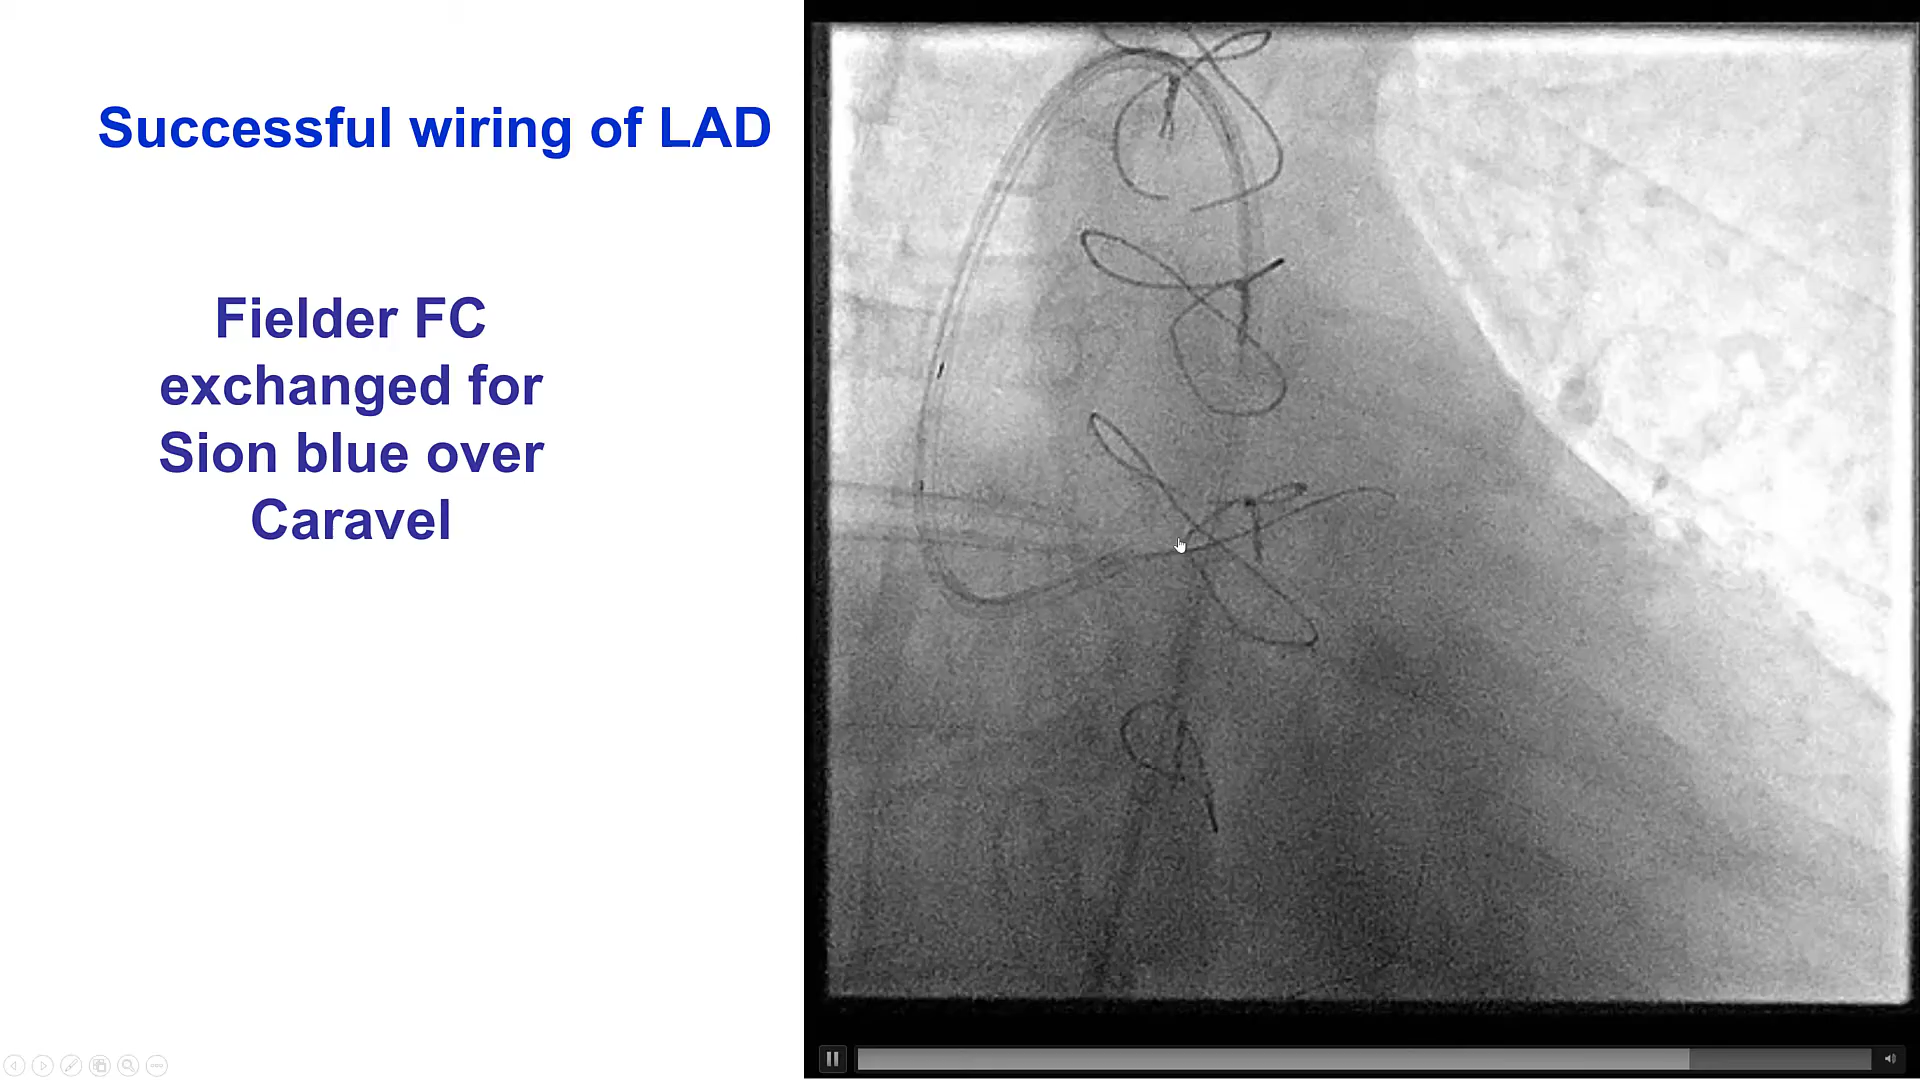 Successful wiring of LAD
Fielder FC
exchanged for
Sion blue over
Caravel